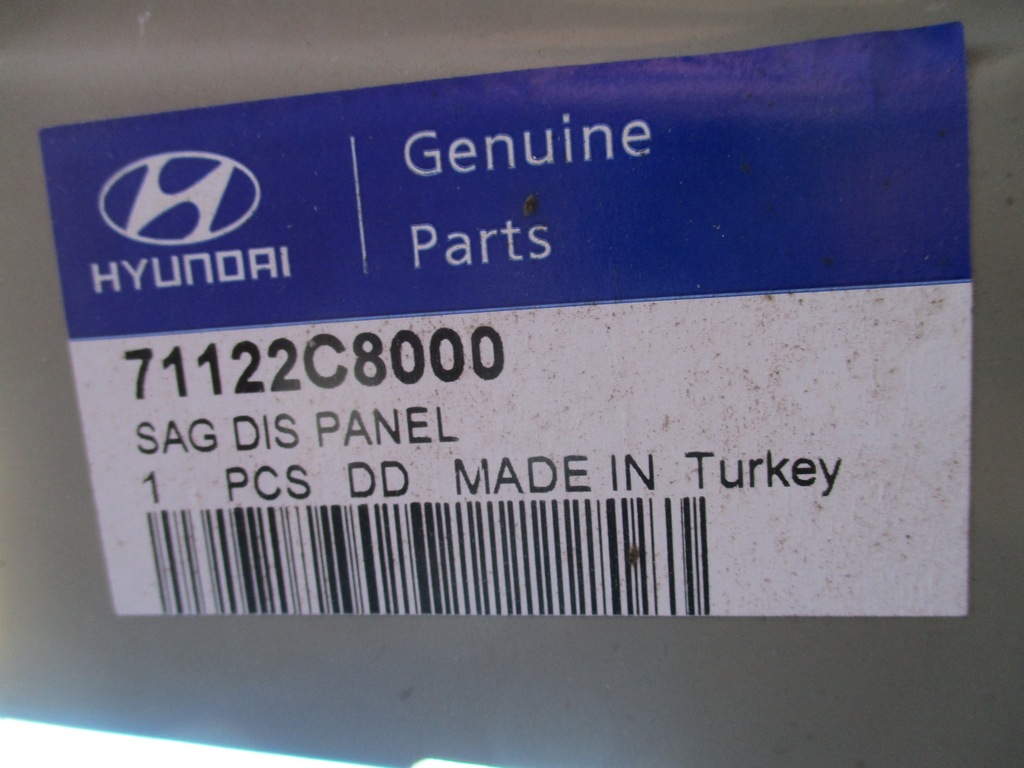 HYUNDAI
Genuine
Parts
71122C8000
SAG DIS PANEL
1 PCS DD MADE IN Turkey